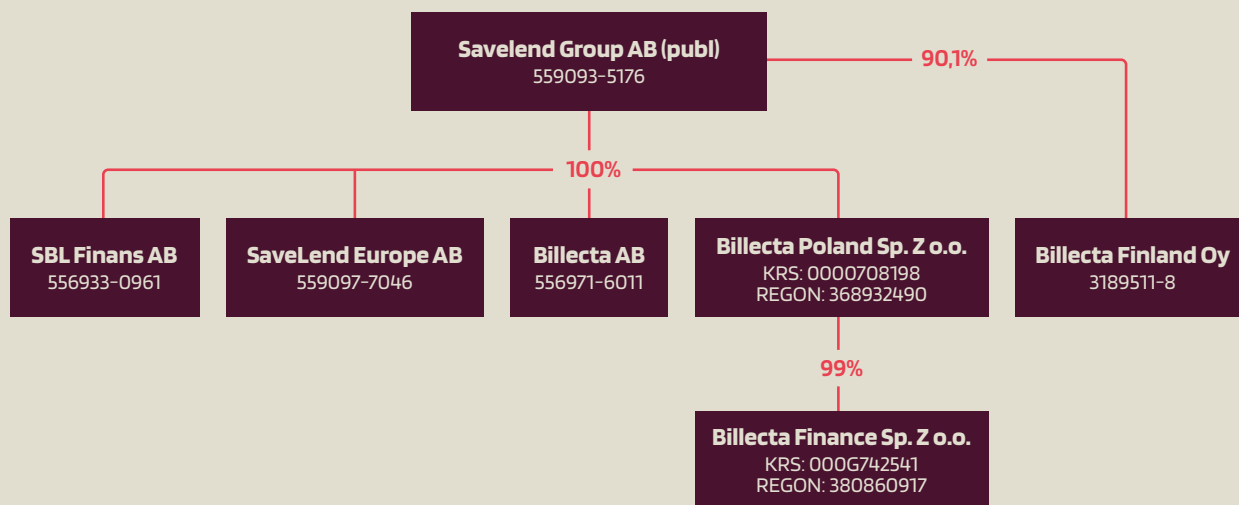 Savelend Group AB (publ)
559093-5176
90,1%
100%
SBL Finans AB
556933-0961
SaveLend Europe AB
559097-7046
Billecta AB
556971-6011
Billecta Poland Sp. Z o.o.
KRS: 0000708198
REGON: 368932490
Billecta Finland Oy
3189511-8
99%
Billecta Finance Sp. Z o.o.
KRS: 000G742541
REGON: 380860917